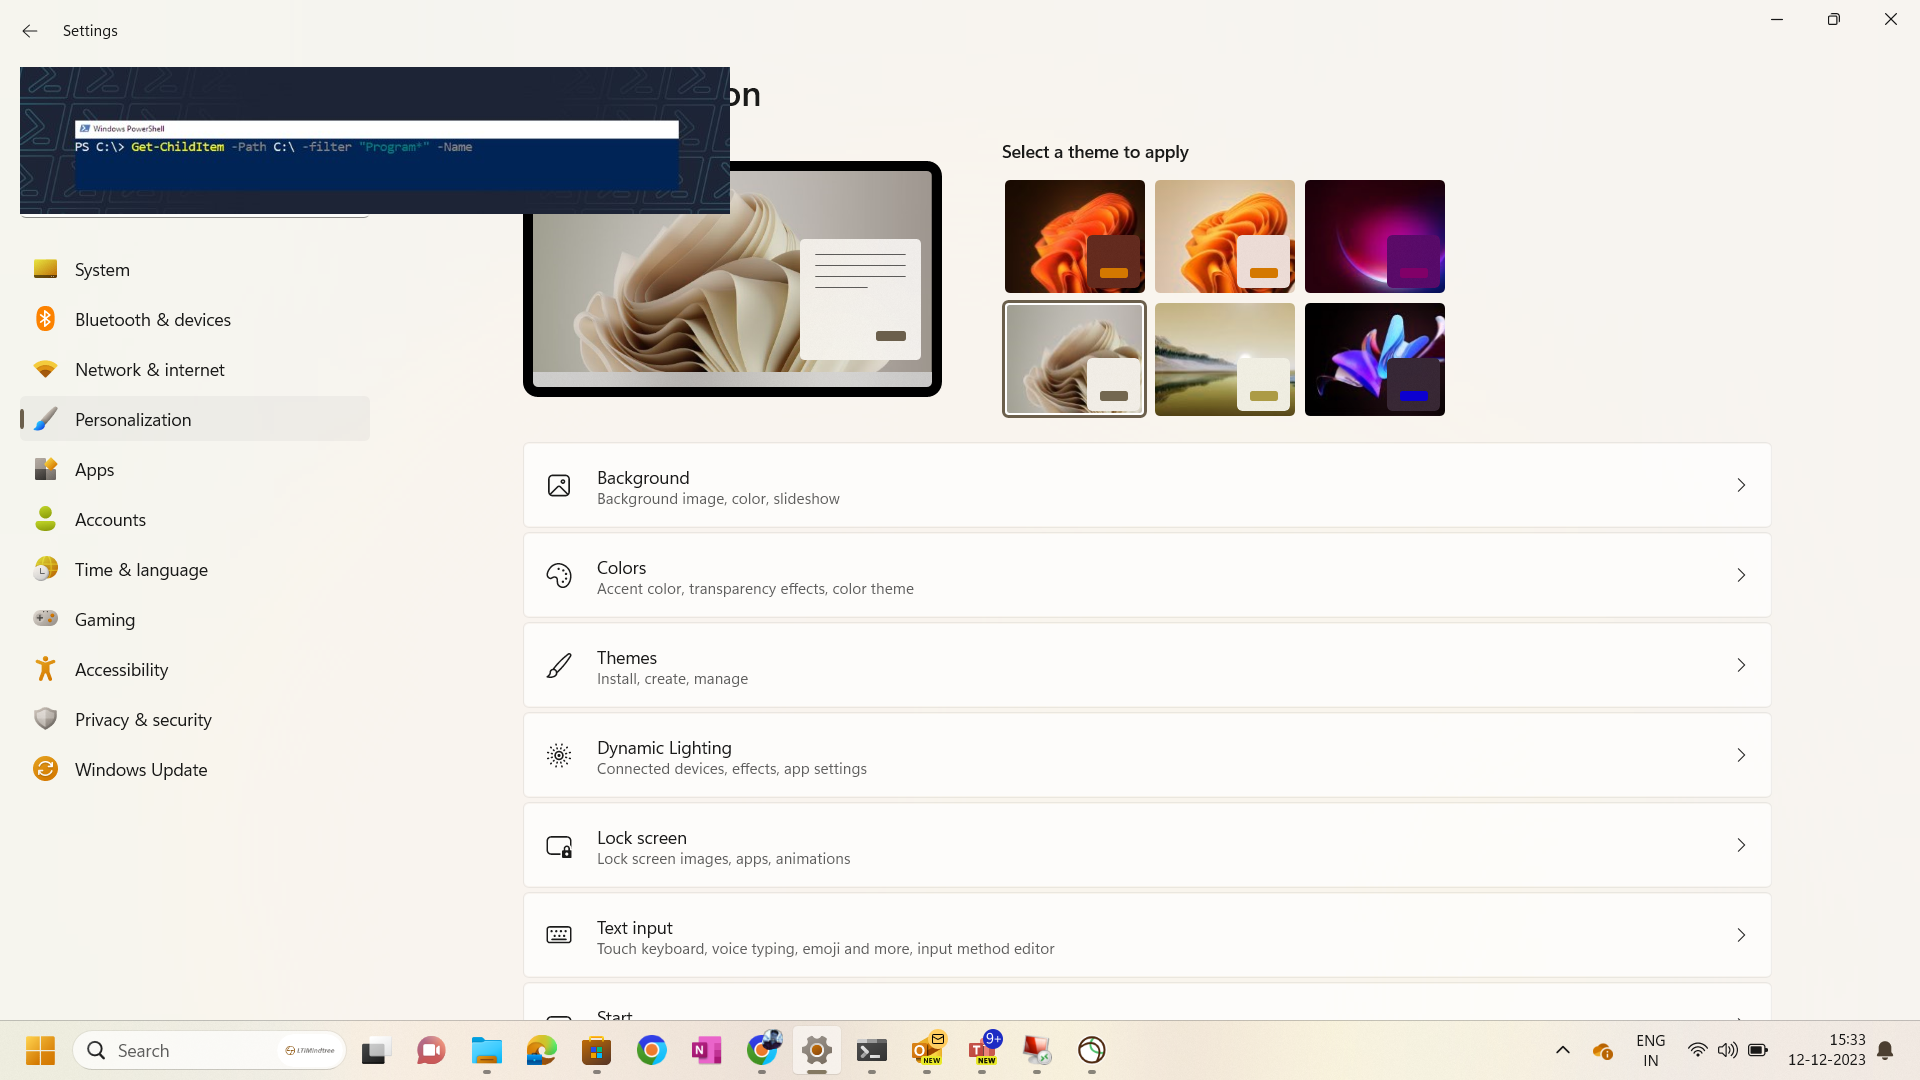 Settings
on
Windows PowerShell
PS C:\> Get-ChildItem -Path C:\ -filter "Program*" -Name
Select a theme to apply
System
Bluetooth & devices
Network & internet
Personalization
Apps
Accounts
Time & language
Gaming
Accessibility
Privacy & security
Windows Update
Background
Background image, color, slideshow
Colors
Accent color, transparency effects, color theme
Themes
Install, create, manage
Dynamic Lighting
Connected devices, effects, app settings
Lock screen
Lock screen images, apps, animations
Text input
Touch keyboard, voice typing, emoji and more, input method editor
Start
Search
LTIMindtree
NEW
9+
NEW
ENG
IN
15:33
12-12-2023